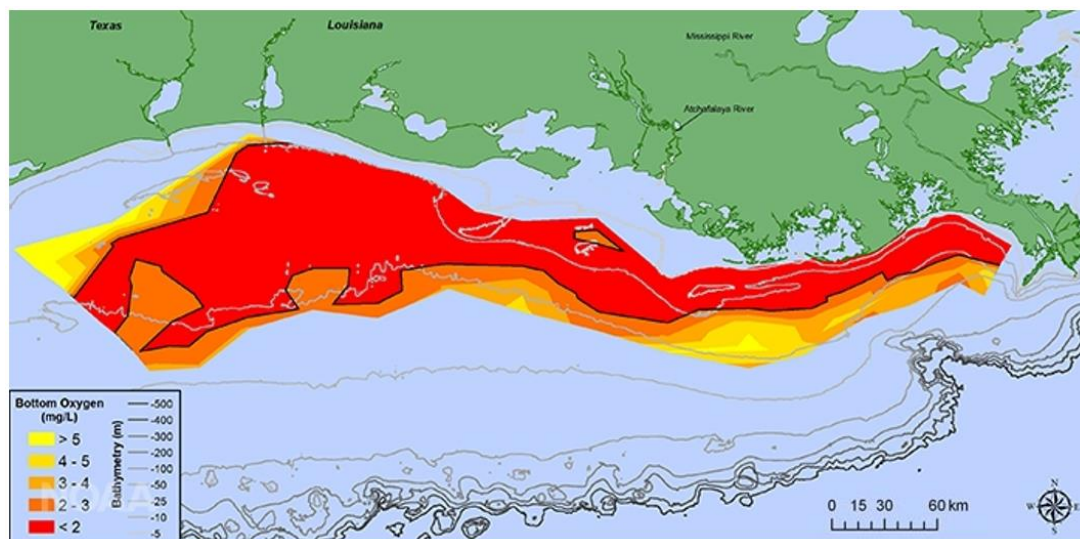 Texas
Louisiana
Mississippi River
Atchafalaya River
Bottom Oxygen
(mg/L)
> 5
4 - 5
3 - 4
2 - 3
< 2
NOAA
Bathymetry (m)
-500
-400
-300
-200
-100
-50
-25
-10
-5
N
W
E
S
0 15 30 60 km